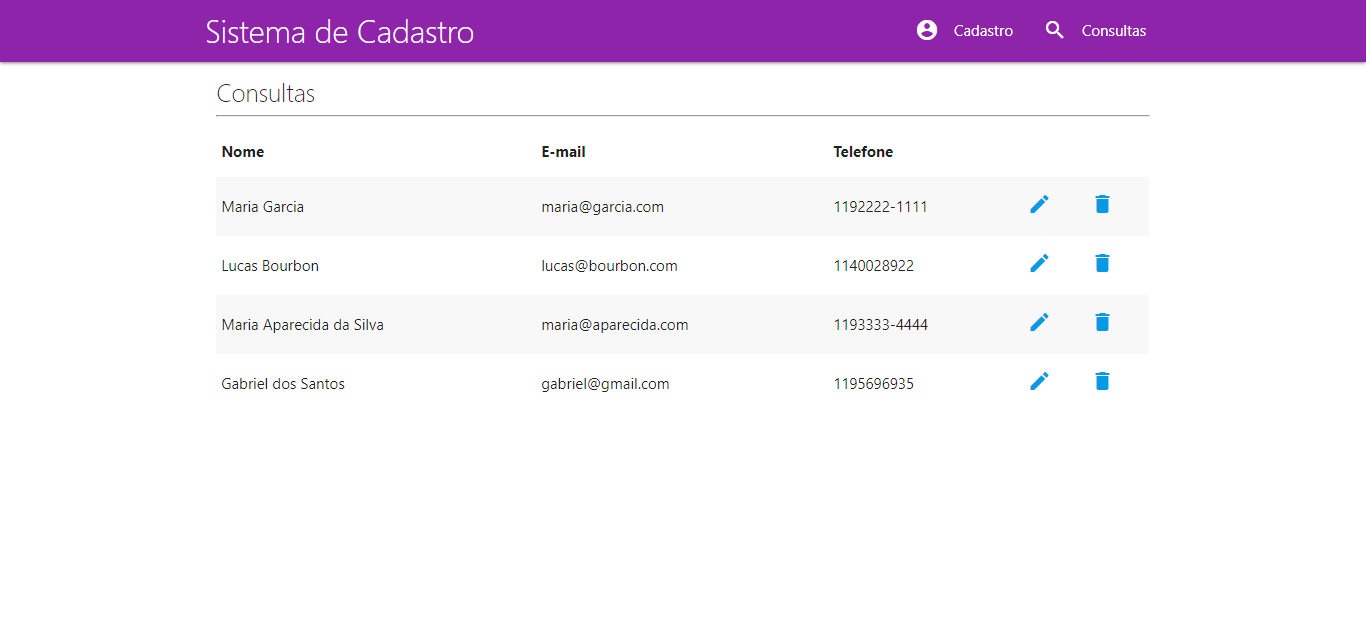 Sistema de Cadastro Cadastro Consultas
Consultas
Nome E-mail Telefone
Maria Garcia maria@garcia.com 1192222-1111
Lucas Bourbon lucas@bourbon.com 1140028922
Maria Aparecida da Silva maria@aparecida.com 1193333-4444
Gabriel dos Santos gabriel@gmail.com 1195696935